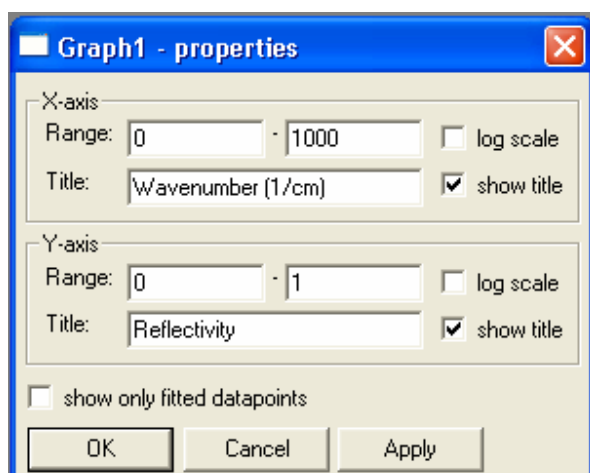 Graph1 - properties
X-axis
Range: 0 - 1000 log scale
Title: Wavenumber (1/cm) show title
Y-axis
Range: 0 - 1 log scale
Title: Reflectivity show title
show only fitted datapoints
OK Cancel Apply